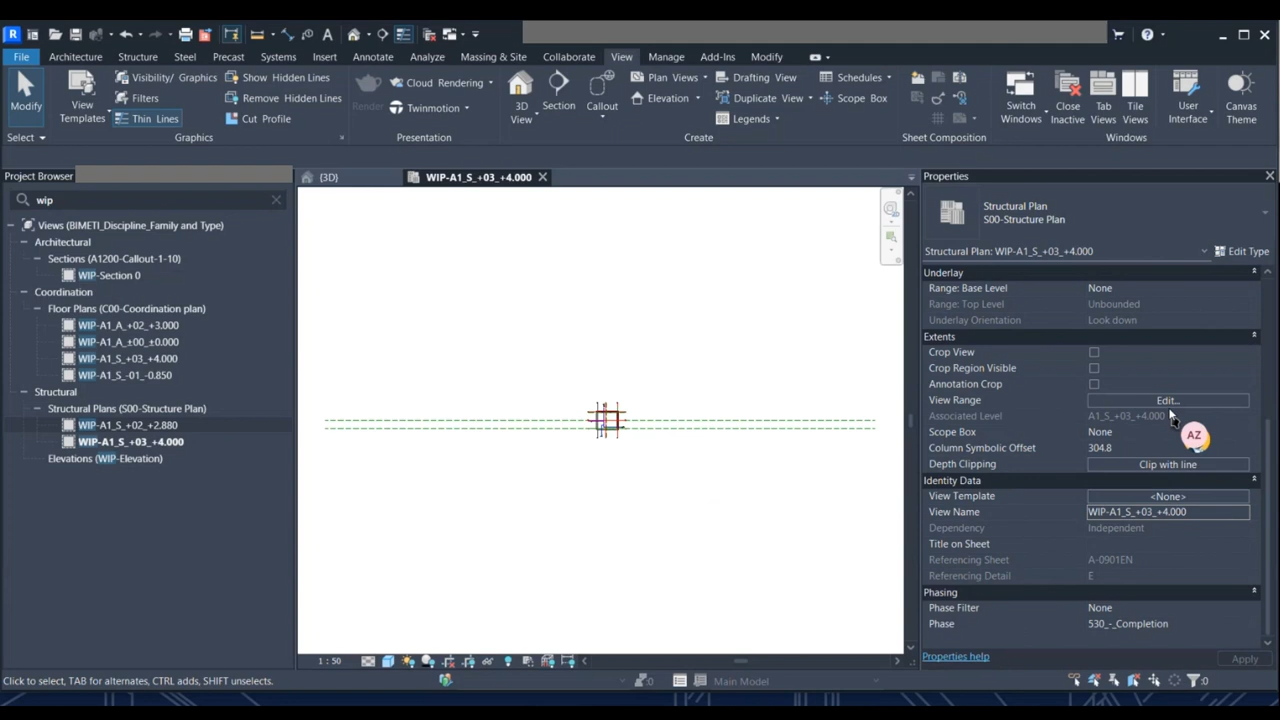 R
A
File
Architecture
Structure
Steel
Precast
Systems
Insert
Annotate
Analyze
Massing & Site
Collaborate
View
Manage
Add-Ins
Modify
Modify
View Templates
Visibility/ Graphics
Filters
Thin Lines
Show Hidden Lines
Remove Hidden Lines
Cut Profile
Render
Cloud Rendering
Twinmotion
3D View
Section
Callout
Plan Views
Elevation
Drafting View
Duplicate View
Legends
Schedules
Scope Box
Switch Windows
Close Inactive
Tab Views
Tile Views
User Interface
Canvas Theme
Select
Graphics
Presentation
Create
Sheet Composition
Windows
Project Browser
wip
Views (BIMETI_Discipline_Family and Type)
Architectural
Sections (A1200-Callout-1-10)
WIP-Section 0
Coordination
Floor Plans (C00-Coordination plan)
WIP-A1_A_+02_+3.000
WIP-A1_A_±00_±0.000
WIP-A1_S_+03_+4.000
WIP-A1_S_-01_-0.850
Structural
Structural Plans (S00-Structure Plan)
WIP-A1_S_+02_+2.880
WIP-A1_S_+03_+4.000
Elevations (WIP-Elevation)
(3D)
WIP-A1_S_+03_+4.000
Properties
Structural Plan
S00-Structure Plan
Structural Plan: WIP-A1_S_+03_+4.000
Edit Type
Underlay
Range: Base Level None
Range: Top Level Unbounded
Underlay Orientation Look down
Extents
Crop View
Crop Region Visible
Annotation Crop
View Range Edit...
Associated Level A1_S_+03_+4.000
Scope Box None
Column Symbolic Offset 304.8
Depth Clipping Clip with line
Identity Data
View Template <None>
View Name WIP-A1_S_+03_+4.000
Dependency Independent
Title on Sheet
Referencing Sheet A-0901EN
Referencing Detail E
Phasing
Phase Filter None
Phase 530_-_Completion
Properties help
Apply
AZ
1 : 50
Click to select, TAB for alternates, CTRL adds, SHIFT unselects.
:0
Main Model
:0